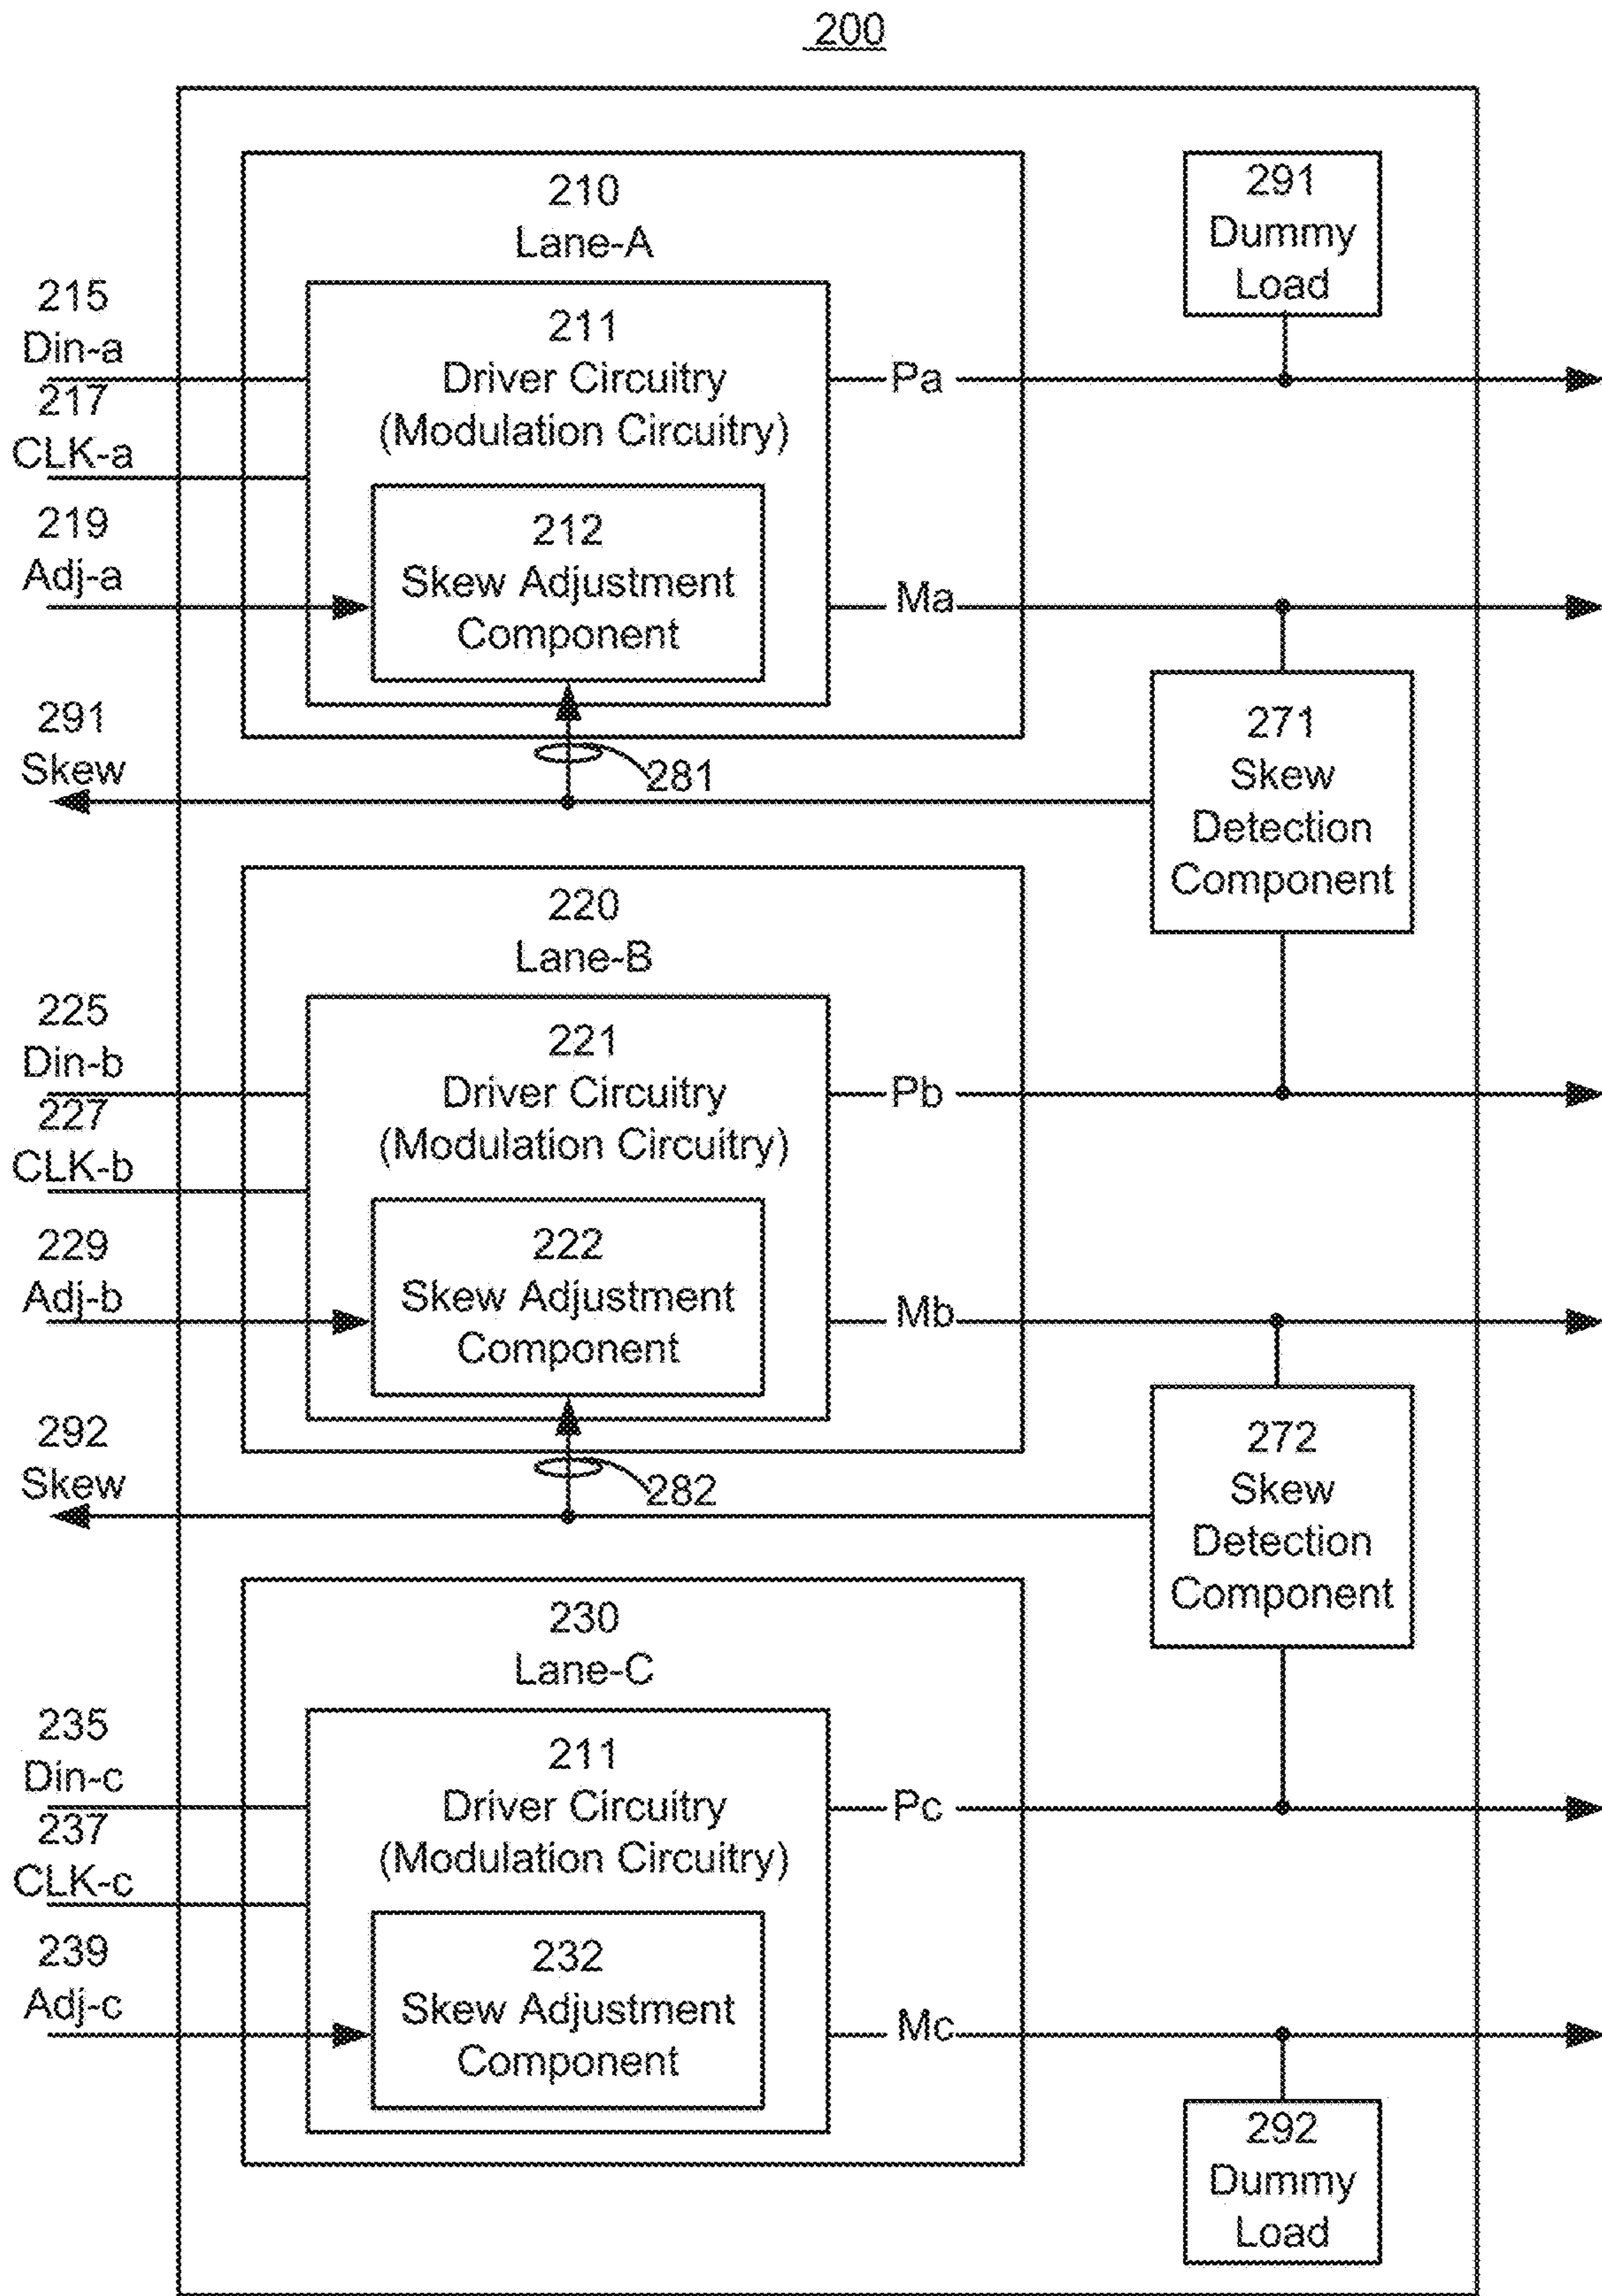 200
210
Lane-A
291
Dummy
Load
215
Din-a
211
Driver Circuitry
(Modulation Circuitry)
Pa
217
CLK-a
219
Adj-a
212
Skew Adjustment
Component
Ma
291
Skew
281
271
Skew
Detection
Component
220
Lane-B
225
Din-b
221
Driver Circuitry
(Modulation Circuitry)
Pb
227
CLK-b
229
Adj-b
222
Skew Adjustment
Component
Mb
292
Skew
282
272
Skew
Detection
Component
230
Lane-C
235
Din-c
211
Driver Circuitry
(Modulation Circuitry)
Pc
237
CLK-c
239
Adj-c
232
Skew Adjustment
Component
Mc
292
Dummy
Load